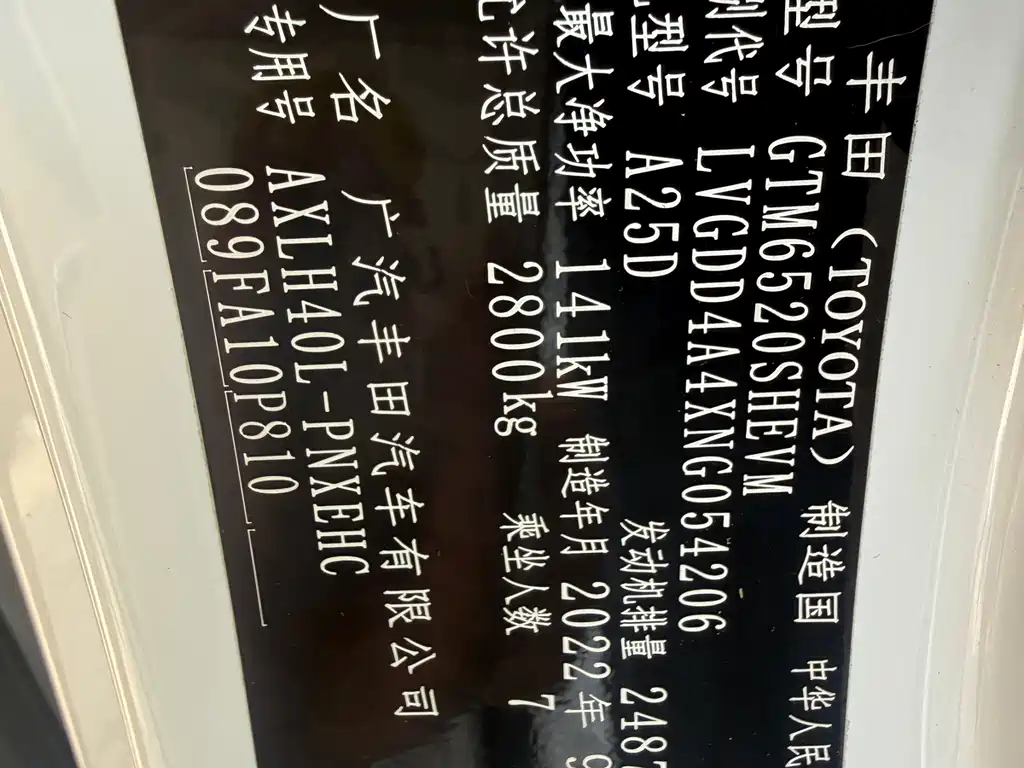 丰田 (TOYOTA) 制造国 中华人民
型号 GTM6520SHEVM
别代号 LVGDD4A4XNG054206
型号 A25D 发动机排量 2487
最大净功率 141kW 制造年月 2022年 9
允许总质量 2800kg 乘坐人数 7
厂名 广汽丰田汽车有限公司
专用号 AXLH40L-PNXEHC
089FA10P810